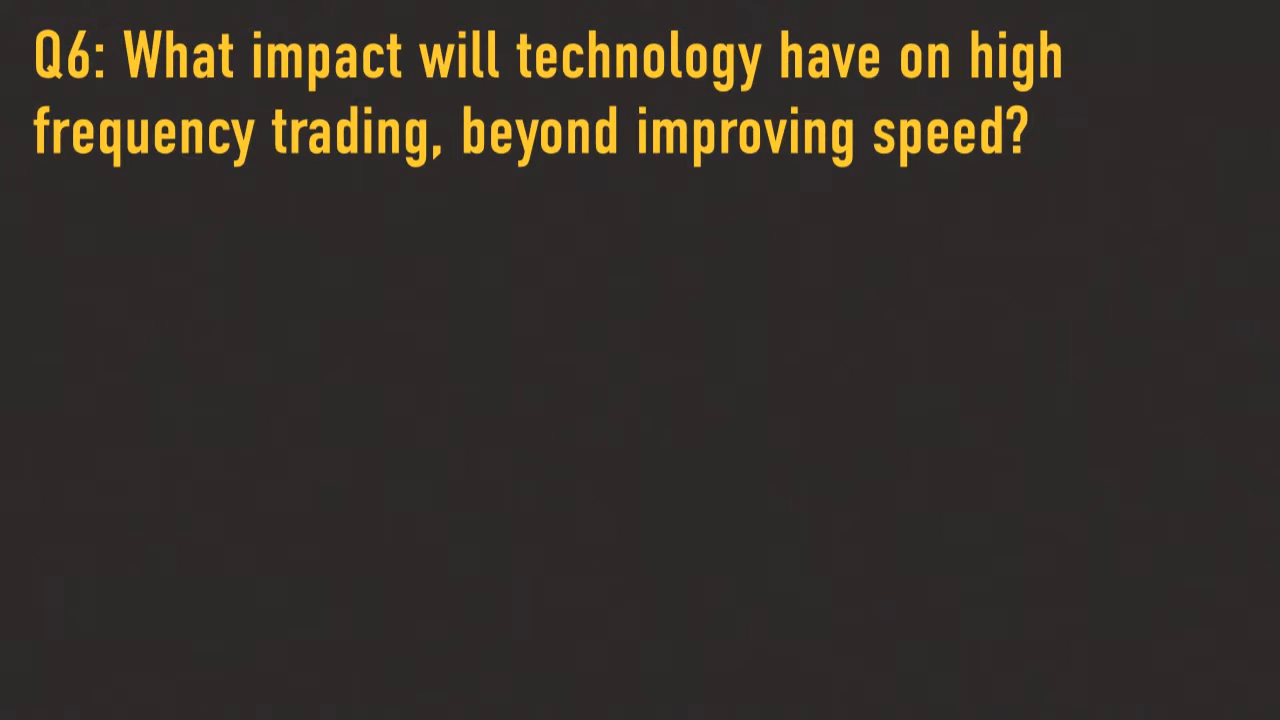 Q6: What impact will technology have on high
frequency trading, beyond improving speed?